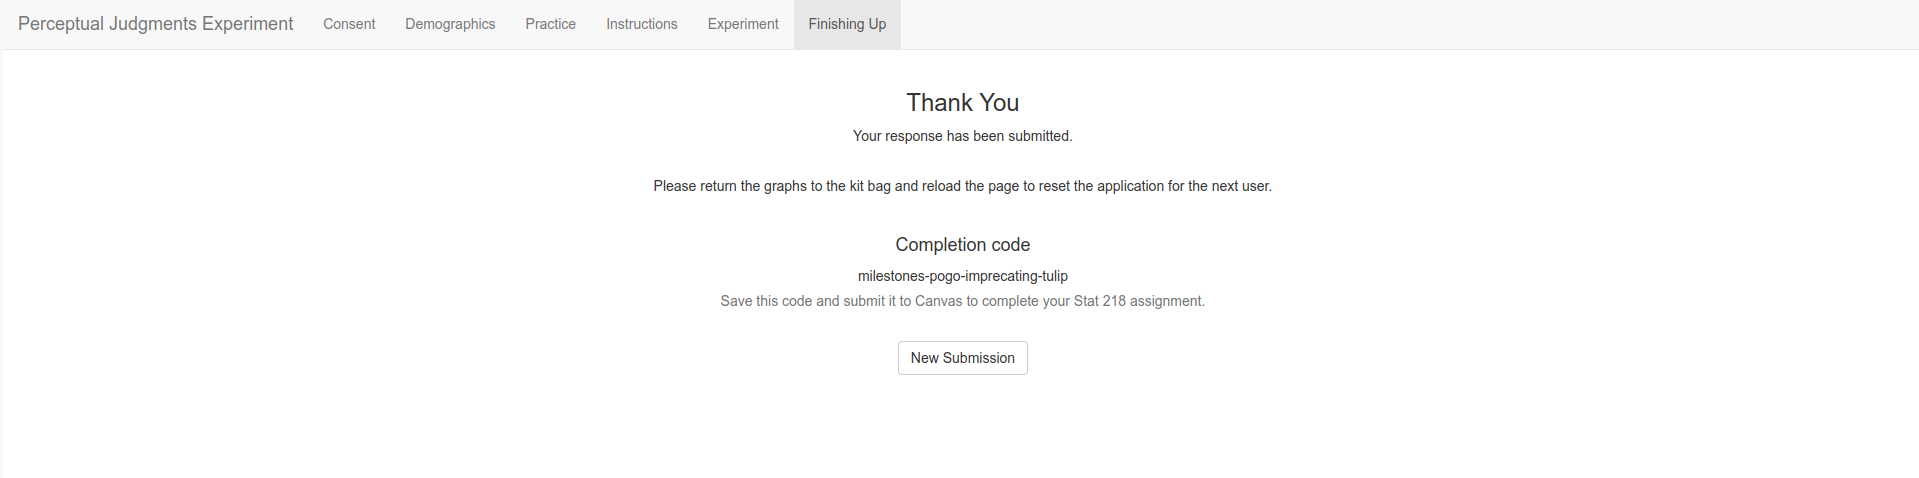 Perceptual Judgments Experiment Consent Demographics Practice Instructions Experiment Finishing Up
Thank You
Your response has been submitted.
Please return the graphs to the kit bag and reload the page to reset the application for the next user.
Completion code
milestones-pogo-imprecating-tulip
Save this code and submit it to Canvas to complete your Stat 218 assignment.
New Submission